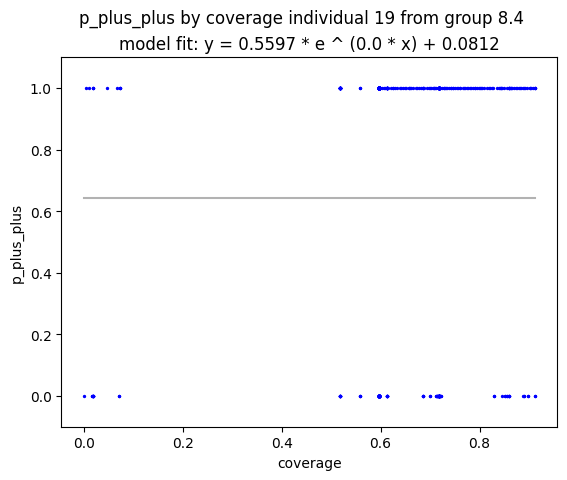 p_plus_plus by coverage individual 19 from group 8.4
model fit: y = 0.5597 * e ^ (0.0 * x) + 0.0812
1.0
0.8
0.6
0.4
0.2
0.0
p_plus_plus
0.0 0.2 0.4 0.6 0.8
coverage